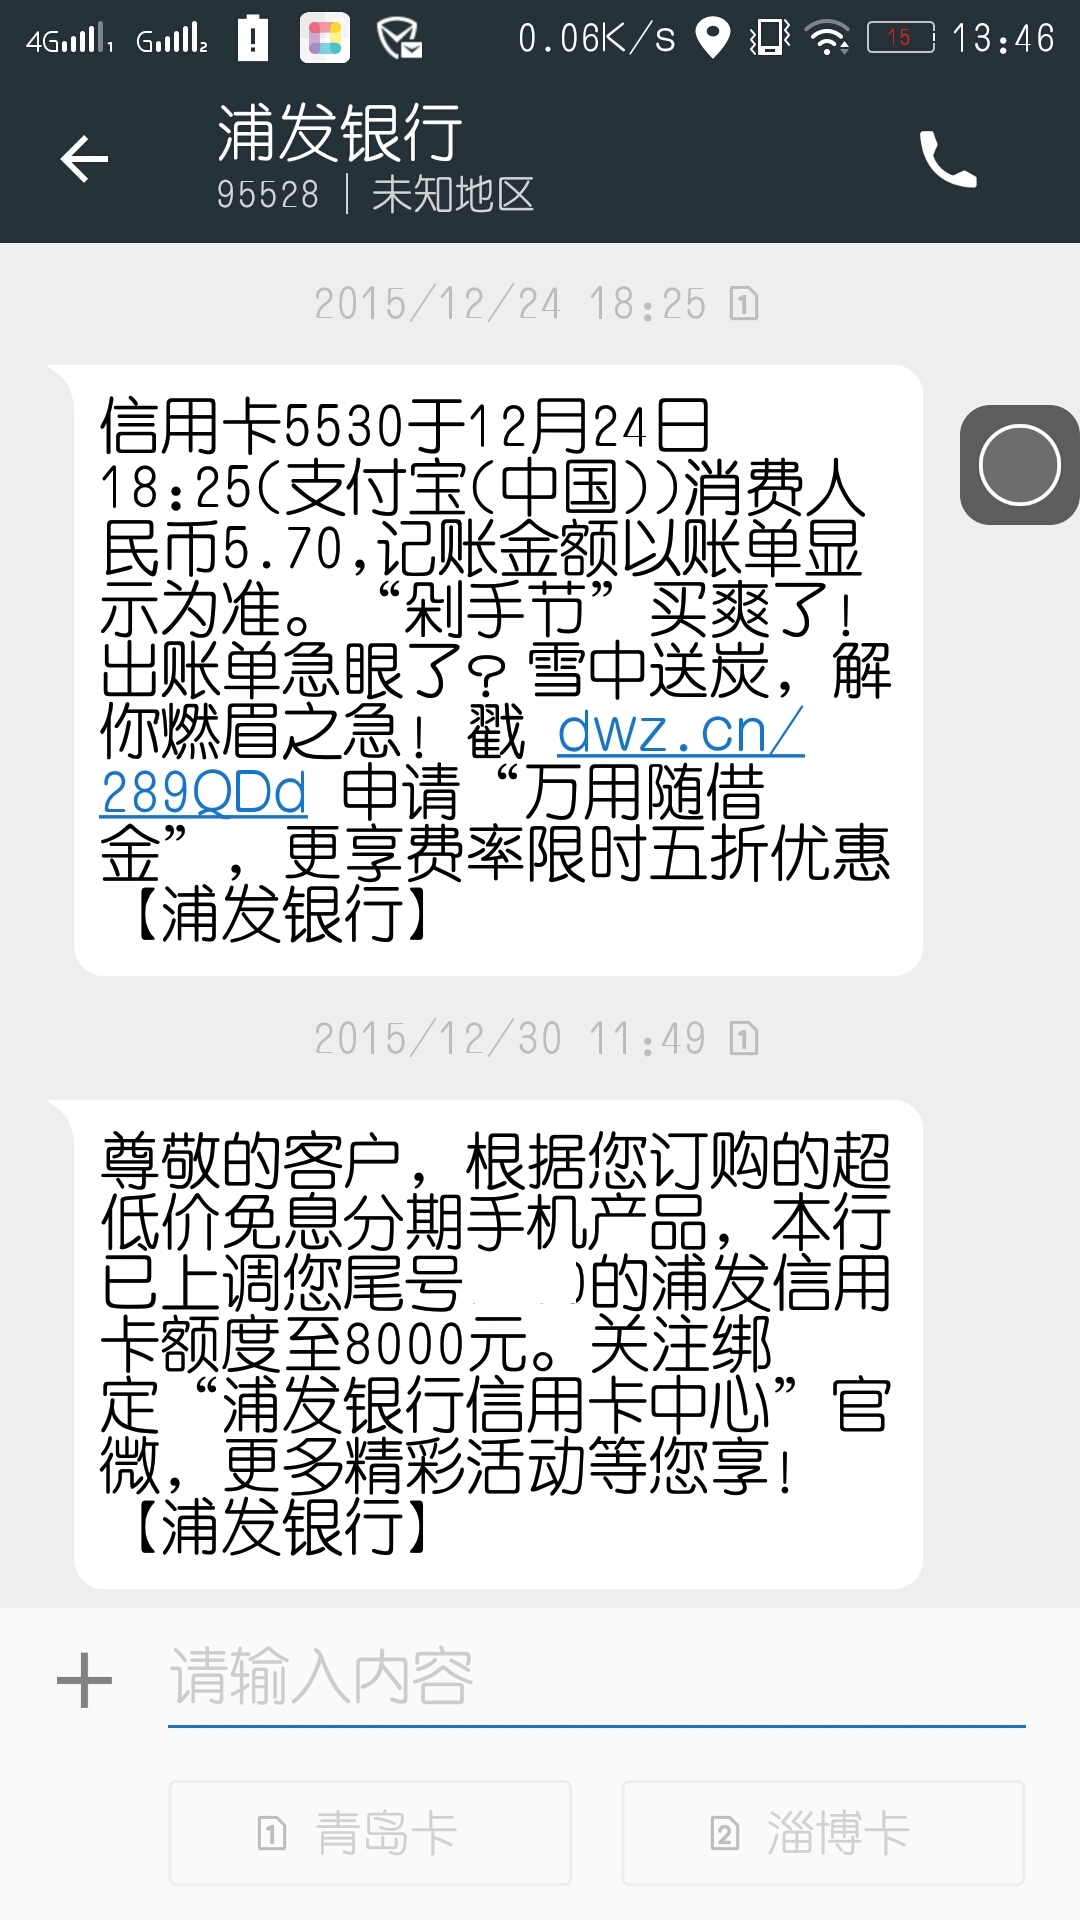 4G 1 G 2 0.06K/s 15 13:46
浦发银行
95528 | 未知地区
2015/12/24 18:25 1
信用卡5530于12月24日
18:25(支付宝(中国))消费人
民币5.70,记账金额以账单显
示为准。“剁手节”买爽了!
出账单急眼了?雪中送炭,解
你燃眉之急!戳 dwz.cn/
289QDd 申请“万用随借
金”,更享费率限时五折优惠
【浦发银行】
2015/12/30 11:49 1
尊敬的客户,根据您订购的超
低价免息分期手机产品,本行
已上调您尾号 的浦发信用
卡额度至8000元。关注绑
定“浦发银行信用卡中心”官
微,更多精彩活动等您享!
【浦发银行】
请输入内容
1 青岛卡 2 淄博卡